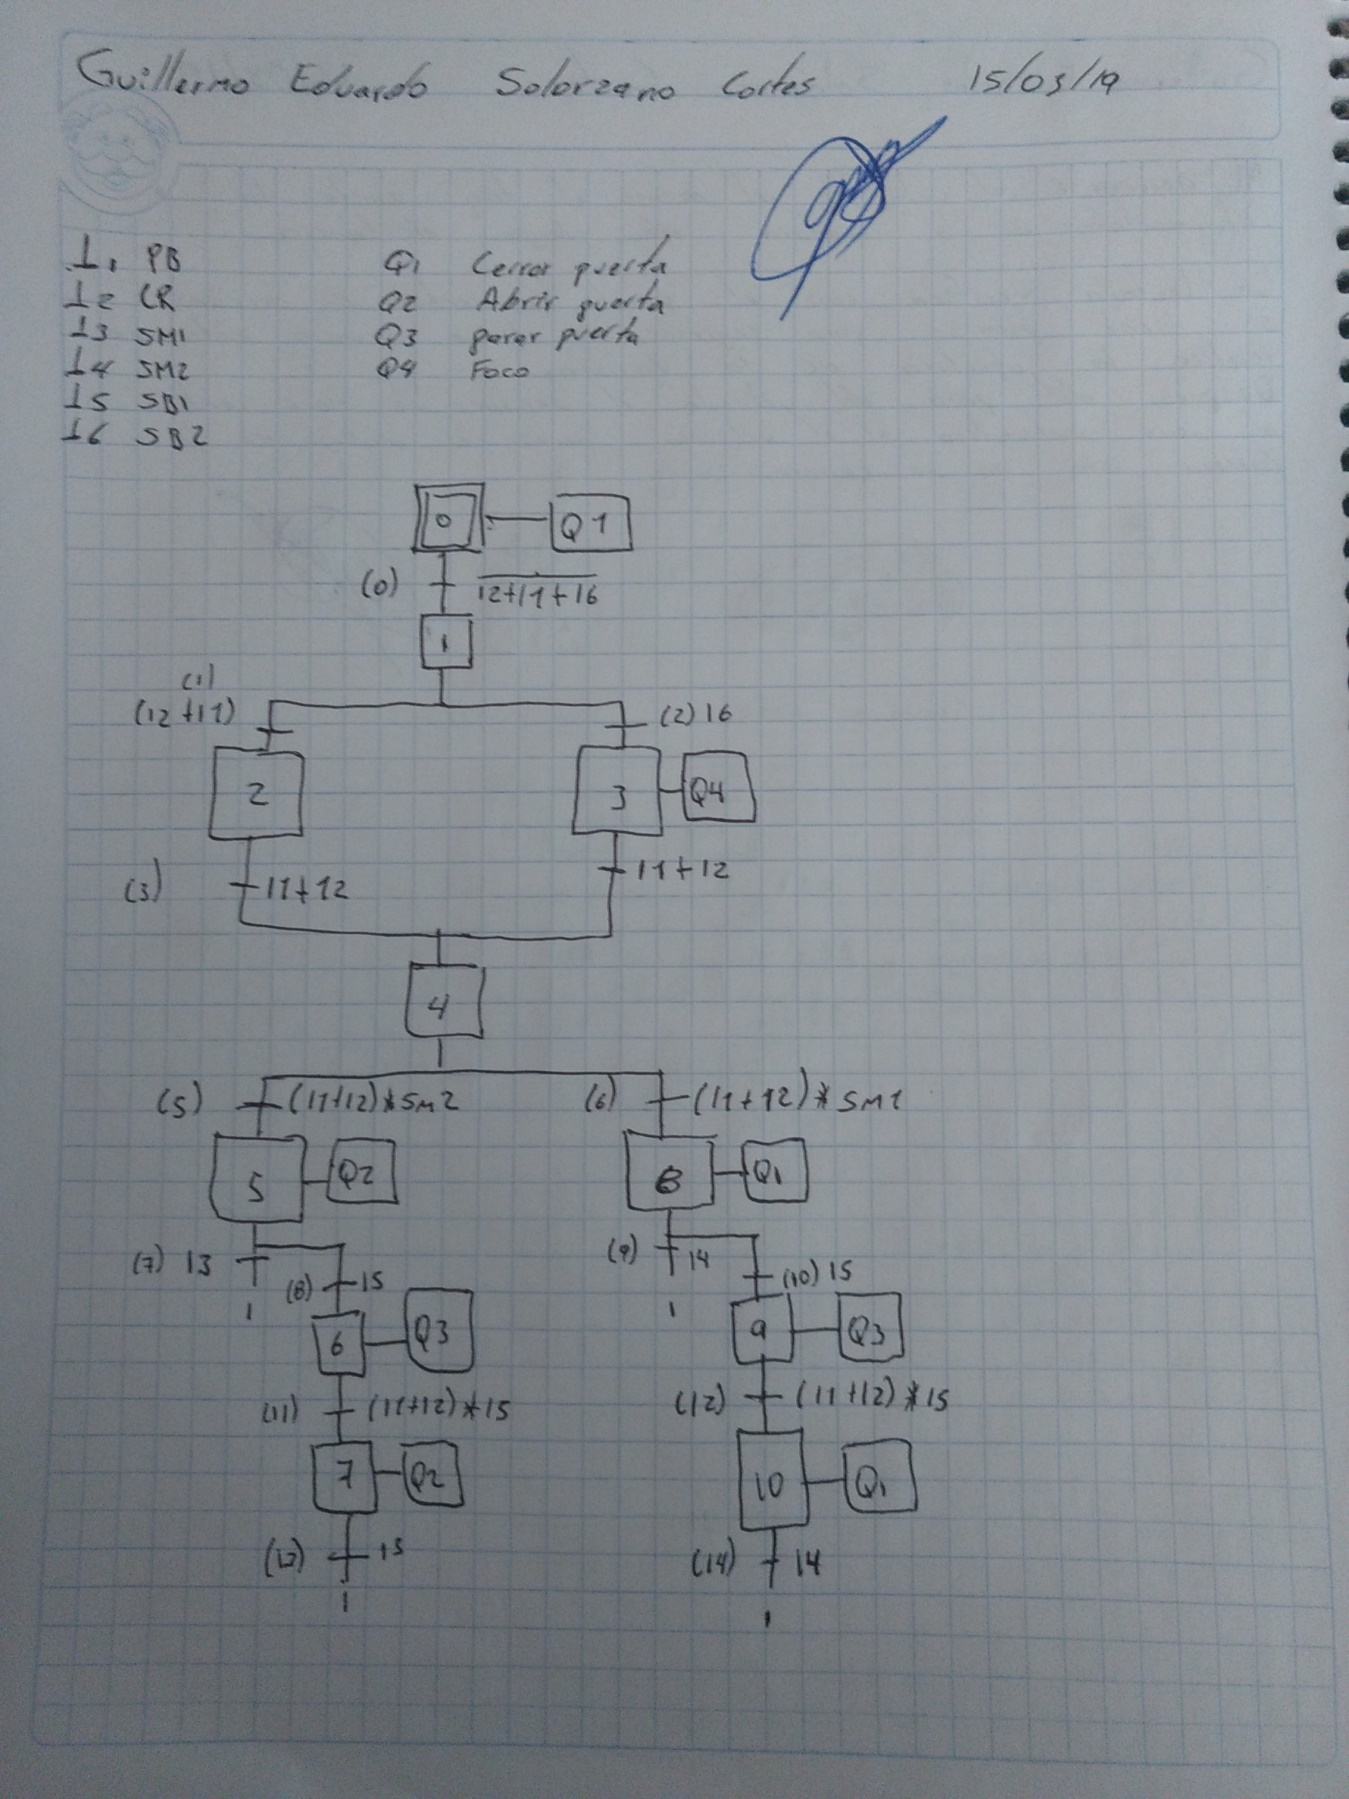 Guillermo Eduardo Solorzano Cortes 15/03/19
I1 PB Q1 Cerrar puerta
I2 CR Q2 Abrir puerta
I3 SM1 Q3 parar puerta
I4 SM2 Q4 Foco
I5 SB1
I6 SB2
0 Q1
(0) I2+I1+I6
1
(1)
(I2+I1) (2) I6
2 3 Q4
(3) I1+I2 I1+I2
4
(5) (I1+I2)*SM2 (6) (I1+I2)*SM1
5 Q2 8 Q1
(7) I3 (8) I5 (9) I4 (10) I5
1 1
6 Q3 9 Q3
(11) (I1+I2)*I5 (12) (I1+I2)*I5
7 Q2 10 Q1
(13) I3 (14) I4
1 1